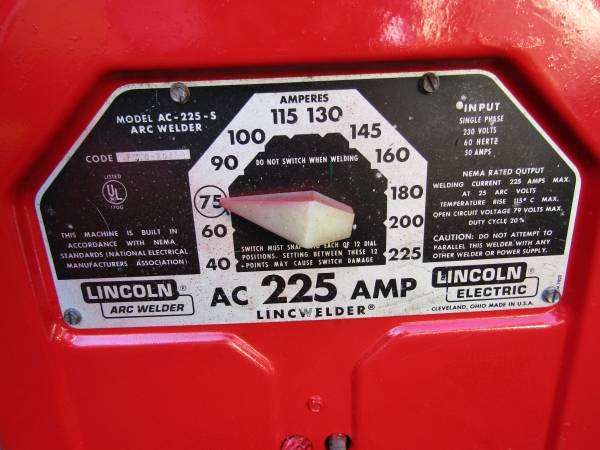 MODEL AC-225-S
ARC WELDER
CODE
LISTED
UL
®
THIS MACHINE IS BUILT IN
ACCORDANCE WITH NEMA
STANDARDS (NATIONAL ELECTRICAL
MANUFACTURERS ASSOCIATION)
LINCOLN®
ARC WELDER
AMPERES
40
60
75
90
100
115
130
145
160
180
200
225
DO NOT SWITCH WHEN WELDING
SWITCH MUST SNAP INTO EACH OF 12 DIAL
POSITIONS. SETTING BETWEEN THESE 12
POINTS MAY CAUSE SWITCH DAMAGE
AC 225 AMP
LINCWELDER®
INPUT
SINGLE PHASE
230 VOLTS
60 HERTZ
50 AMPS
NEMA RATED OUTPUT
WELDING CURRENT 225 AMPS MAX.
AT 25 ARC VOLTS
TEMPERATURE RISE 115° C MAX.
OPEN CIRCUIT VOLTAGE 79 VOLTS MAX.
DUTY CYCLE 20%
CAUTION: DO NOT ATTEMPT TO
PARALLEL THIS WELDER WITH ANY
OTHER WELDER OR POWER SUPPLY.
LINCOLN®
ELECTRIC
CLEVELAND, OHIO MADE IN U.S.A.